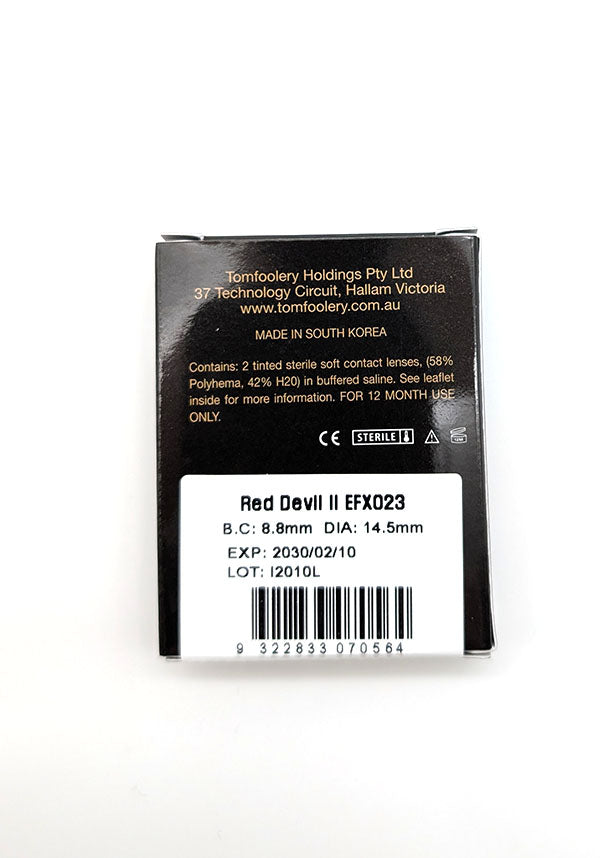 Tomfoolery Holdings Pty Ltd
37 Technology Circuit, Hallam Victoria
www.tomfoolery.com.au
MADE IN SOUTH KOREA
Contains: 2 tinted sterile soft contact lenses, (58%
Polyhema, 42% H20) in buffered saline. See leaflet
inside for more information. FOR 12 MONTH USE
ONLY.
CE STERILE
Red Devil II EFX023
B.C: 8.8mm DIA: 14.5mm
EXP: 2030/02/10
LOT: I2010L
9 322833 070564